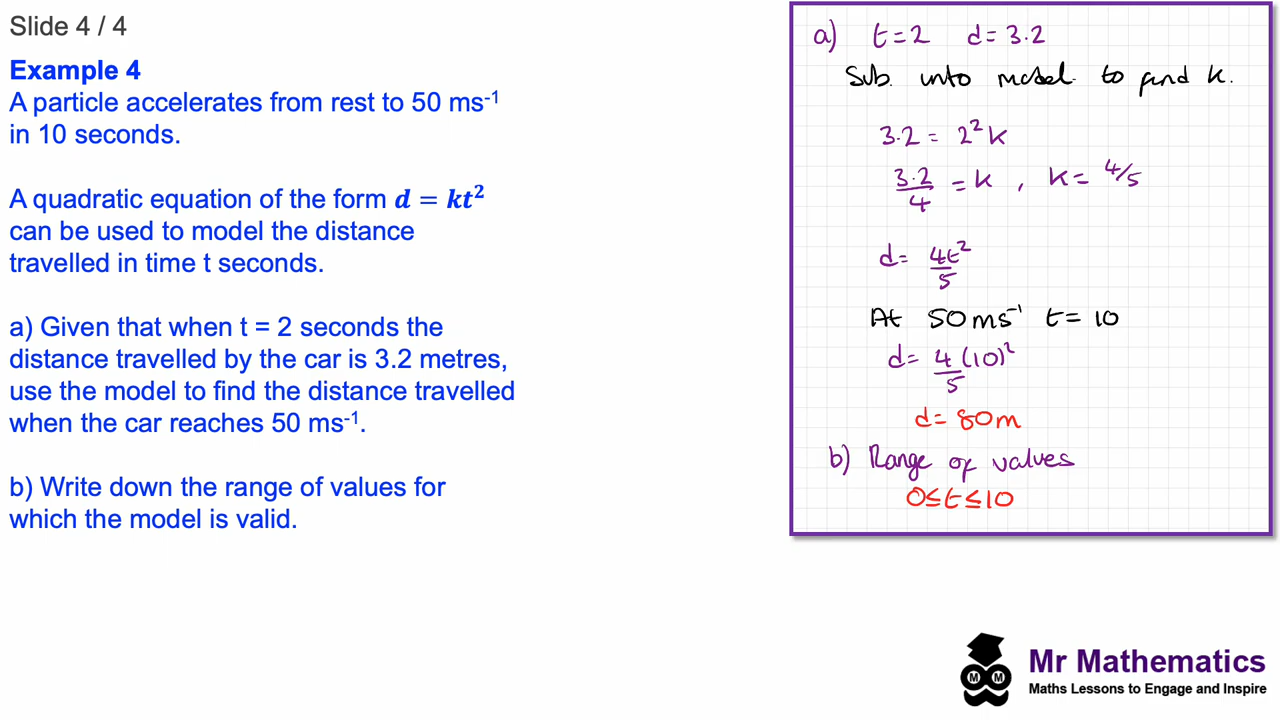 Slide 4 / 4
Example 4
A particle accelerates from rest to 50 ms⁻¹
in 10 seconds.
A quadratic equation of the form d = kt²
can be used to model the distance
travelled in time t seconds.
a) Given that when t = 2 seconds the
distance travelled by the car is 3.2 metres,
use the model to find the distance travelled
when the car reaches 50 ms⁻¹.
b) Write down the range of values for
which the model is valid.
a) t=2 d=3.2
Sub. into model to find k.
3.2 = 2²k
3.2/4 = k , k = 4/5
d = 4t²/5
At 50ms⁻¹ t = 10
d = 4/5 (10)²
d = 80m
b) Range of values
0≤t≤10
M M
Mr Mathematics
Maths Lessons to Engage and Inspire